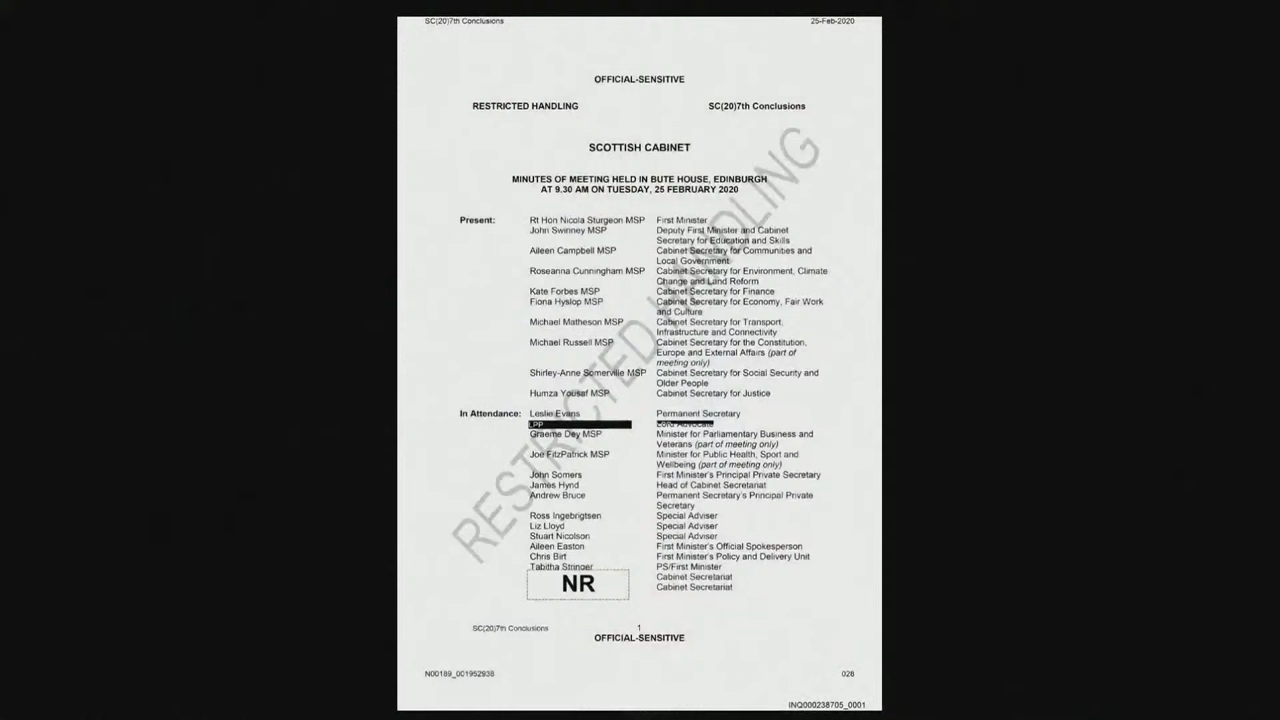 SC(20)7th Conclusions 25-Feb-2020
OFFICIAL-SENSITIVE
RESTRICTED HANDLING SC(20)7th Conclusions
SCOTTISH CABINET
MINUTES OF MEETING HELD IN BUTE HOUSE, EDINBURGH
AT 9.30 AM ON TUESDAY, 25 FEBRUARY 2020
Present: Rt Hon Nicola Sturgeon MSP First Minister
John Swinney MSP Deputy First Minister and Cabinet
Secretary for Education and Skills
Aileen Campbell MSP Cabinet Secretary for Communities and
Local Government
Roseanna Cunningham MSP Cabinet Secretary for Environment, Climate
Change and Land Reform
Kate Forbes MSP Cabinet Secretary for Finance
Fiona Hyslop MSP Cabinet Secretary for Economy, Fair Work
and Culture
Michael Matheson MSP Cabinet Secretary for Transport,
Infrastructure and Connectivity
Michael Russell MSP Cabinet Secretary for the Constitution,
Europe and External Affairs (part of
meeting only)
Shirley-Anne Somerville MSP Cabinet Secretary for Social Security and
Older People
Humza Yousaf MSP Cabinet Secretary for Justice
In Attendance: Leslie Evans Permanent Secretary
LPP Lord Advocate
Graeme Dey MSP Minister for Parliamentary Business and
Veterans (part of meeting only)
Joe FitzPatrick MSP Minister for Public Health, Sport and
Wellbeing (part of meeting only)
John Somers First Minister's Principal Private Secretary
James Hynd Head of Cabinet Secretariat
Andrew Bruce Permanent Secretary's Principal Private
Secretary
Ross Ingebrigtsen Special Adviser
Liz Lloyd Special Adviser
Stuart Nicolson Special Adviser
Aileen Easton First Minister's Official Spokesperson
Chris Birt First Minister's Policy and Delivery Unit
Tabitha Stringer PS/First Minister
NR Cabinet Secretariat
Cabinet Secretariat
RESTRICTED HANDLING
SC(20)7th Conclusions 1
OFFICIAL-SENSITIVE
N00189_001952938 028
INQ000238705_0001